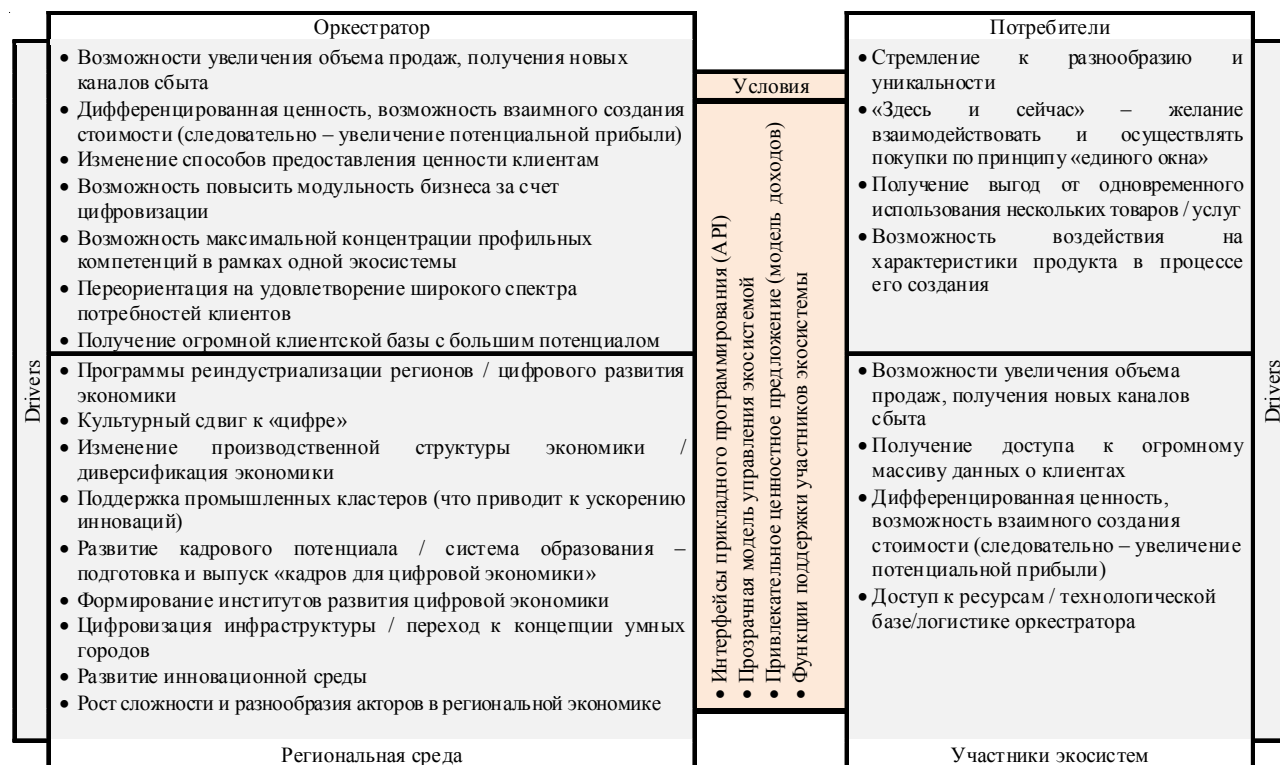 Оркестратор
Drivers
• Возможности увеличения объема продаж, получения новых
каналов сбыта
• Дифференцированная ценность, возможность взаимного создания
стоимости (следовательно – увеличение потенциальной прибыли)
• Изменение способов предоставления ценности клиентам
• Возможность повысить модульность бизнеса за счет
цифровизации
• Возможность максимальной концентрации профильных
компетенций в рамках одной экосистемы
• Переориентация на удовлетворение широкого спектра
потребностей клиентов
• Получение огромной клиентской базы с большим потенциалом
• Программы реиндустриализации регионов / цифрового развития
экономики
• Культурный сдвиг к «цифре»
• Изменение производственной структуры экономики /
диверсификация экономики
• Поддержка промышленных кластеров (что приводит к ускорению
инноваций)
• Развитие кадрового потенциала / система образования –
подготовка и выпуск «кадров для цифровой экономики»
• Формирование институтов развития цифровой экономики
• Цифровизация инфраструктуры / переход к концепции умных
городов
• Развитие инновационной среды
• Рост сложности и разнообразия акторов в региональной экономике
Региональная среда
Условия
• Интерфейсы прикладного программирования (API)
• Прозрачная модель управления экосистемой
• Привлекательное ценностное предложение (модель доходов)
• Функции поддержки участников экосистемы
Потребители
• Стремление к разнообразию и
уникальности
• «Здесь и сейчас» – желание
взаимодействовать и осуществлять
покупки по принципу «единого окна»
• Получение выгод от одновременного
использования нескольких товаров / услуг
• Возможность воздействия на
характеристики продукта в процессе
его создания
• Возможности увеличения объема
продаж, получения новых каналов
сбыта
• Получение доступа к огромному
массиву данных о клиентах
• Дифференцированная ценность,
возможность взаимного создания
стоимости (следовательно – увеличение
потенциальной прибыли)
• Доступ к ресурсам / технологической
базе/логистике оркестратора
Участники экосистем
Drivers